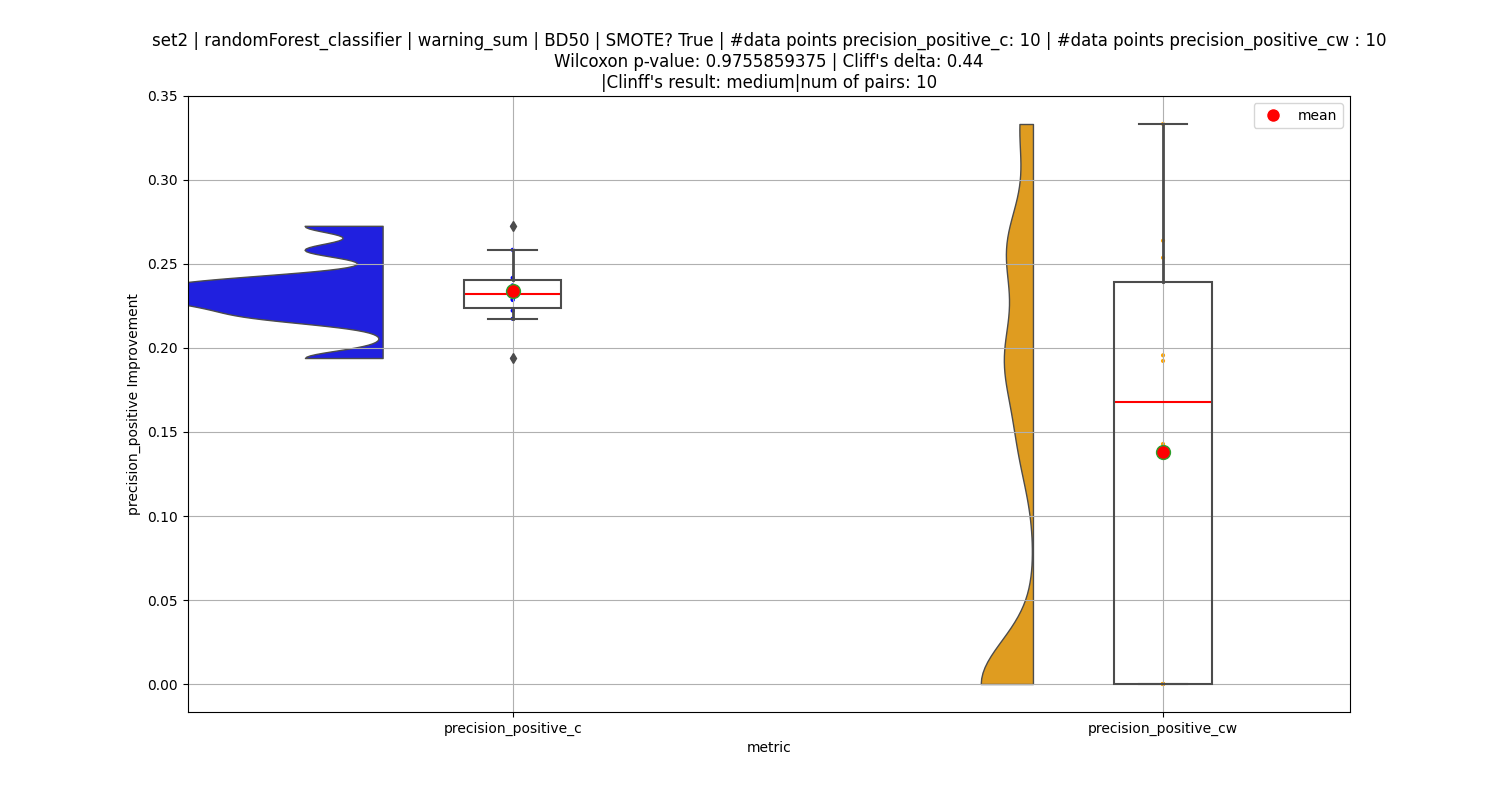 set2 | randomForest_classifier | warning_sum | BD50 | SMOTE? True | #data points precision_positive_c: 10 | #data points precision_positive_cw : 10
Wilcoxon p-value: 0.9755859375 | Cliff's delta: 0.44
|Clinff's result: medium|num of pairs: 10
mean
0.35
0.30
0.25
0.20
0.15
0.10
0.05
0.00
precision_positive Improvement
precision_positive_c
precision_positive_cw
metric